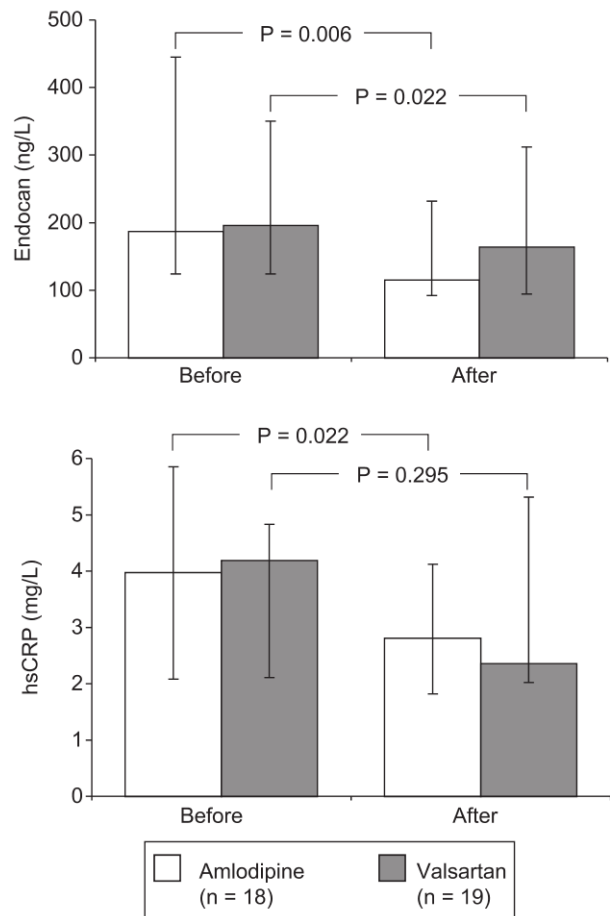 500
P = 0.006
400
P = 0.022
300
Endocan (ng/L)
200
100
0
Before After
P = 0.022
6
P = 0.295
5
4
hsCRP (mg/L)
3
2
1
0
Before After
Amlodipine Valsartan
(n = 18) (n = 19)